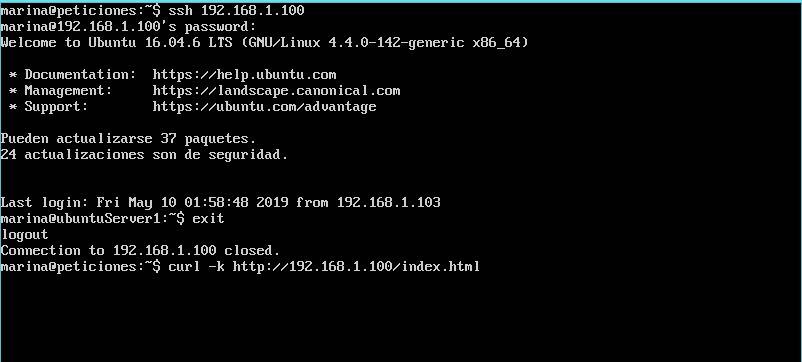 marina@peticiones:~$ ssh 192.168.1.100
marina@192.168.1.100's password:
Welcome to Ubuntu 16.04.6 LTS (GNU/Linux 4.4.0-142-generic x86_64)
* Documentation:  https://help.ubuntu.com
* Management:     https://landscape.canonical.com
* Support:        https://ubuntu.com/advantage
Pueden actualizarse 37 paquetes.
24 actualizaciones son de seguridad.
Last login: Fri May 10 01:58:48 2019 from 192.168.1.103
marina@ubuntuServer1:~$ exit
logout
Connection to 192.168.1.100 closed.
marina@peticiones:~$ curl -k http://192.168.1.100/index.html